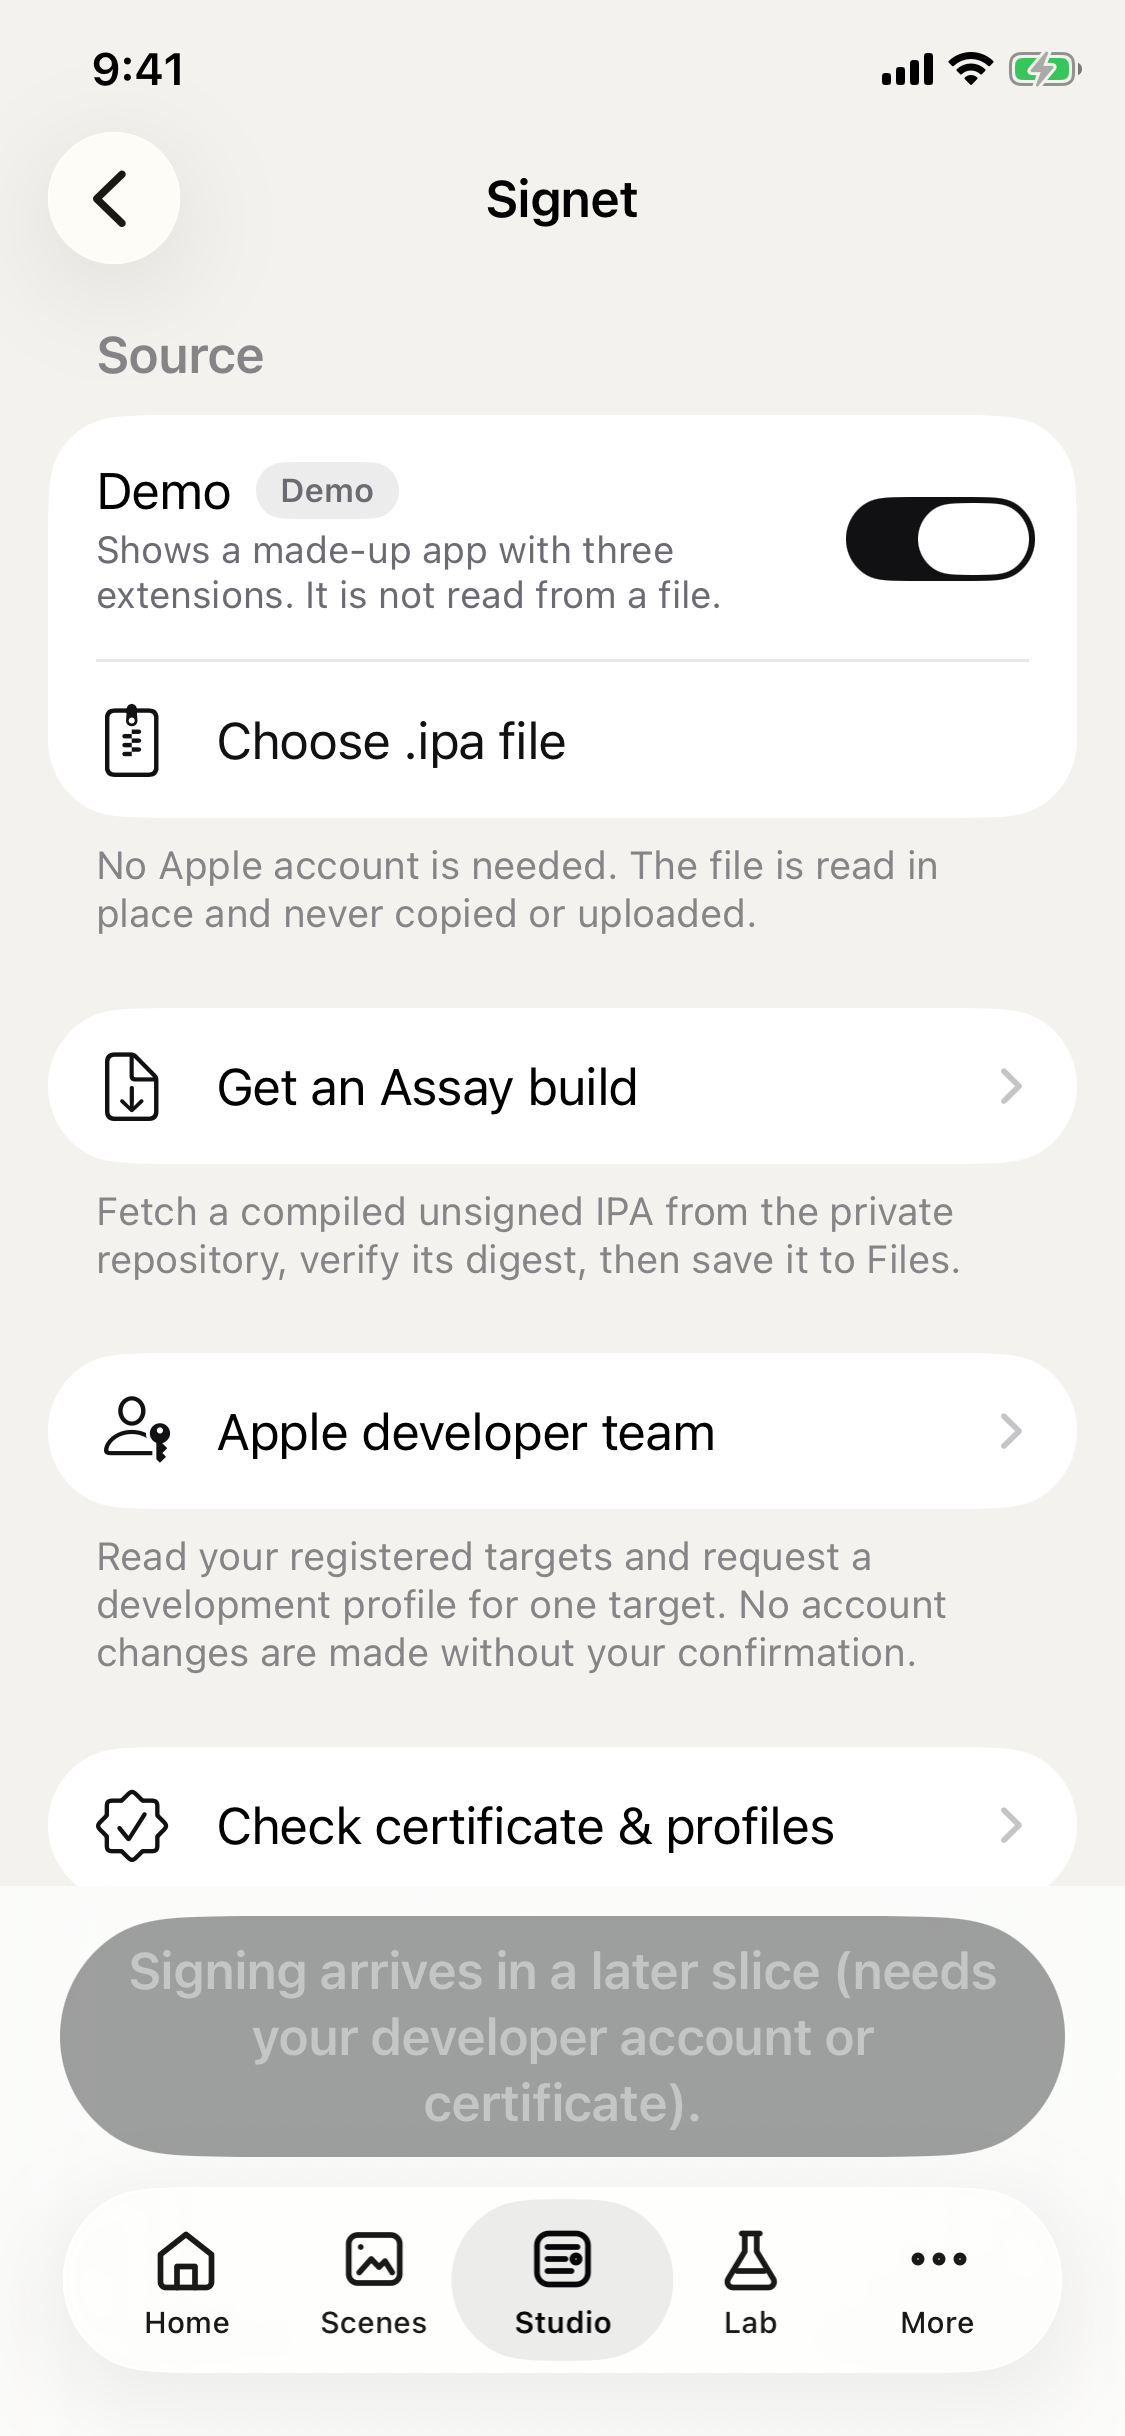 9:41
Signet
Source
Demo Demo
Shows a made-up app with three
extensions. It is not read from a file.
Choose .ipa file
No Apple account is needed. The file is read in
place and never copied or uploaded.
Get an Assay build
Fetch a compiled unsigned IPA from the private
repository, verify its digest, then save it to Files.
Apple developer team
Read your registered targets and request a
development profile for one target. No account
changes are made without your confirmation.
Check certificate & profiles
Signing arrives in a later slice (needs
your developer account or
certificate).
Home Scenes Studio Lab More